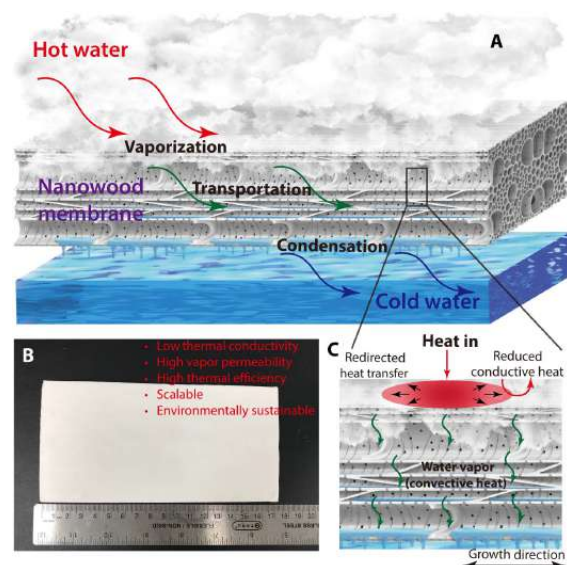 A
Hot water
Vaporization
Nanowood
membrane
Transportation
Condensation
Cold water
B
• Low thermal conductivity
• High vapor permeability
• High thermal efficiency
• Scalable
• Environmentally sustainable
C
Heat in
Redirected
heat transfer
Reduced
conductive heat
Water vapor
(convective heat)
Growth direction